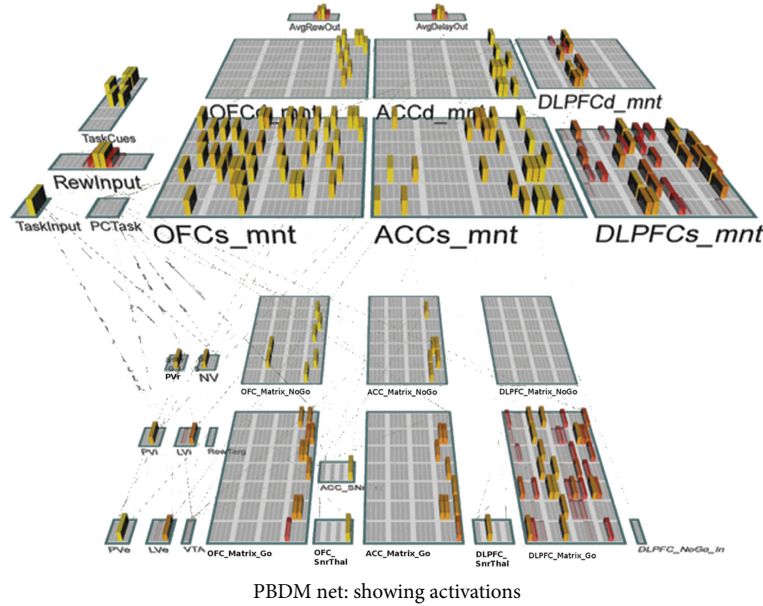 AvgRewOut
AvgDelayOut
TaskCues
OFCd_mnt
ACCd_mnt
DLPFCd_mnt
RewInput
TaskInput
PCTask
OFCs_mnt
ACCs_mnt
DLPFCs_mnt
PVr
NV
OFC_Matrix_NoGo
ACC_Matrix_NoGo
DLPFC_Matrix_NoGo
PVi
LVi
RewTarg
PVe
LVe
VTA
OFC_Matrix_Go
OFC_
SnrThal
ACC_Matrix_Go
DLPFC_
SnrThal
DLPFC_Matrix_Go
DLPFC_NoGo_In
PBDM net: showing activations